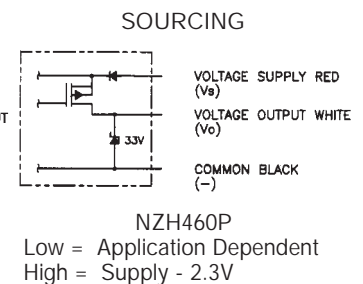 SOURCING
VOLTAGE SUPPLY RED
(Vs)
UT
VOLTAGE OUTPUT WHITE
(Vo)
33V
COMMON BLACK
(–)
NZH460P
Low = Application Dependent
High = Supply - 2.3V